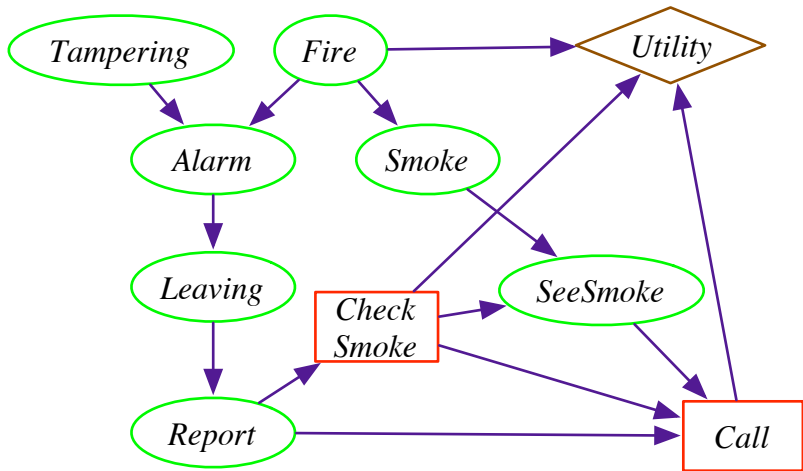 Tampering
Fire
Utility
Alarm
Smoke
Leaving
Check
Smoke
SeeSmoke
Report
Call